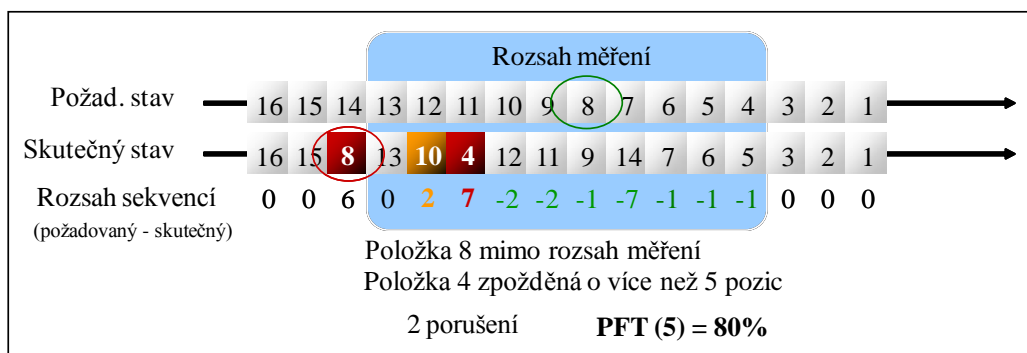 Rozsah měření
Požad. stav 16 15 14 13 12 11 10 9 8 7 6 5 4 3 2 1
Skutečný stav 16 15 8 13 10 4 12 11 9 14 7 6 5 3 2 1
Rozsah sekvencí 0 0 6 0 2 7 -2 -2 -1 -7 -1 -1 -1 0 0 0
(požadovaný - skutečný)
Položka 8 mimo rozsah měření
Položka 4 zpožděná o více než 5 pozic
2 porušení PFT (5) = 80%